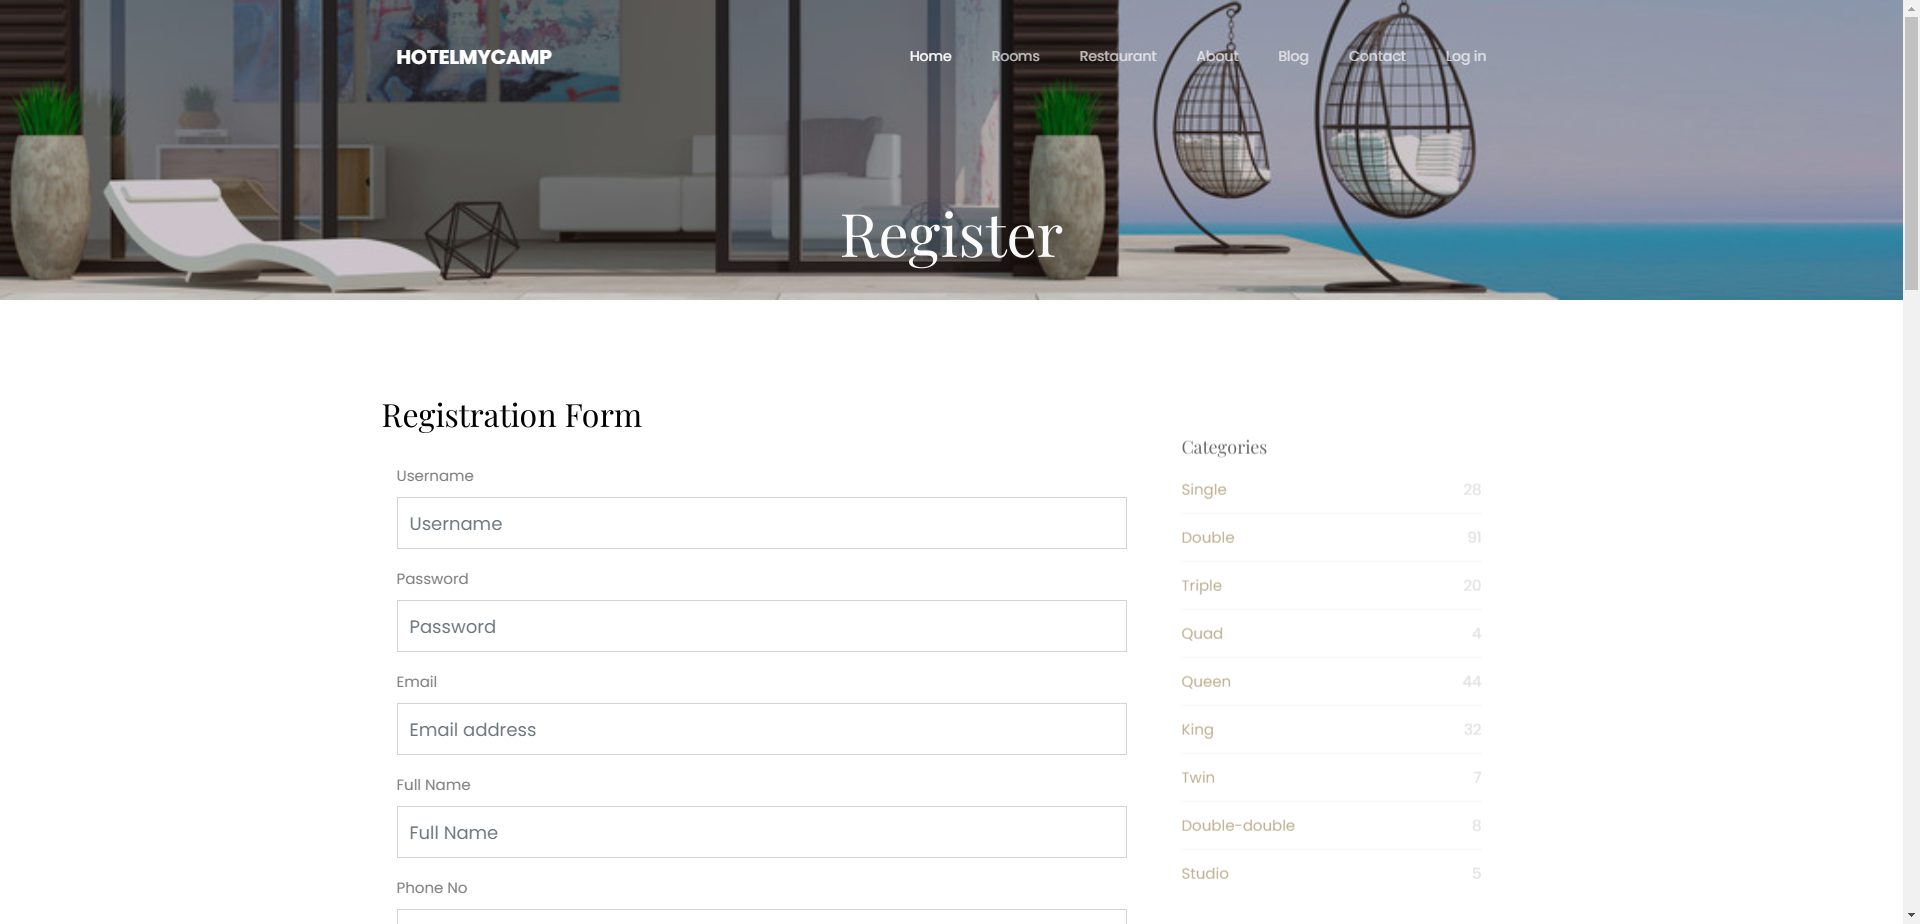 HOTELMYCAMP
Home Rooms Restaurant About Blog Contact Log in
Register
Registration Form
Username
Username
Password
Password
Email
Email address
Full Name
Full Name
Phone No
Categories
Single 28
Double 91
Triple 20
Quad 4
Queen 44
King 32
Twin 7
Double-double 8
Studio 5